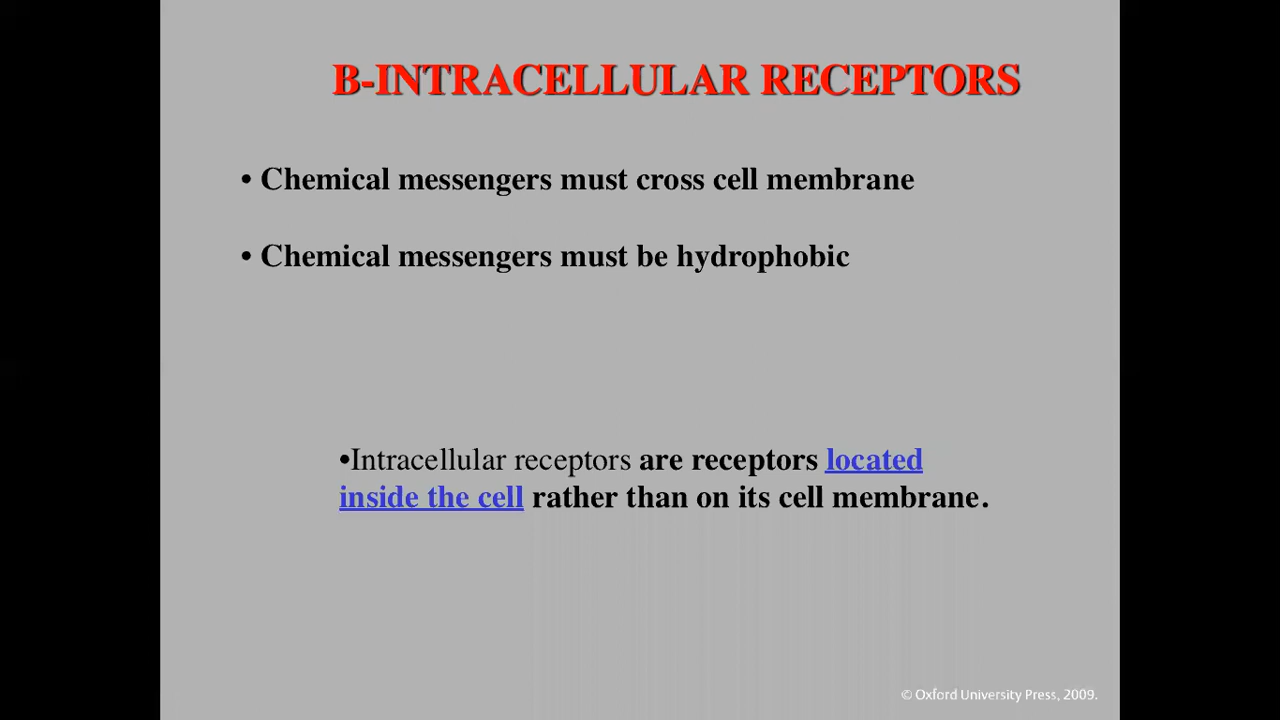 B-INTRACELLULAR RECEPTORS
• Chemical messengers must cross cell membrane
• Chemical messengers must be hydrophobic
•Intracellular receptors are receptors located
inside the cell rather than on its cell membrane.
© Oxford University Press, 2009.